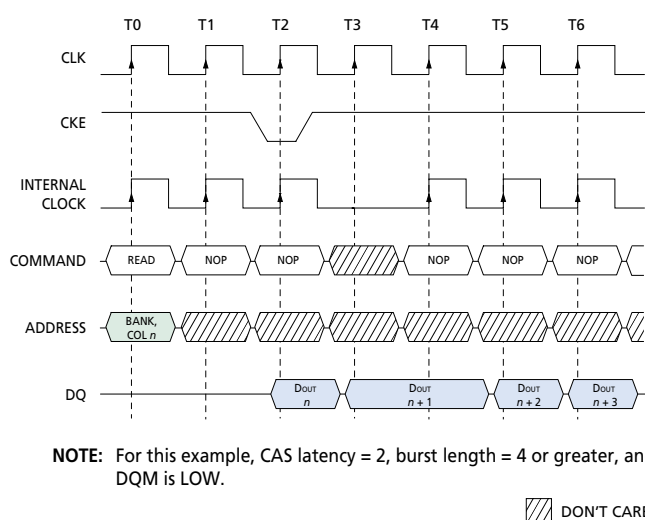 T0 T1 T2 T3 T4 T5 T6
CLK
CKE
INTERNAL
CLOCK
COMMAND READ NOP NOP NOP NOP NOP
ADDRESS BANK,
COL n
DQ DOUT DOUT DOUT DOUT
n n + 1 n + 2 n + 3
NOTE: For this example, CAS latency = 2, burst length = 4 or greater, an
DQM is LOW.
DON'T CARE